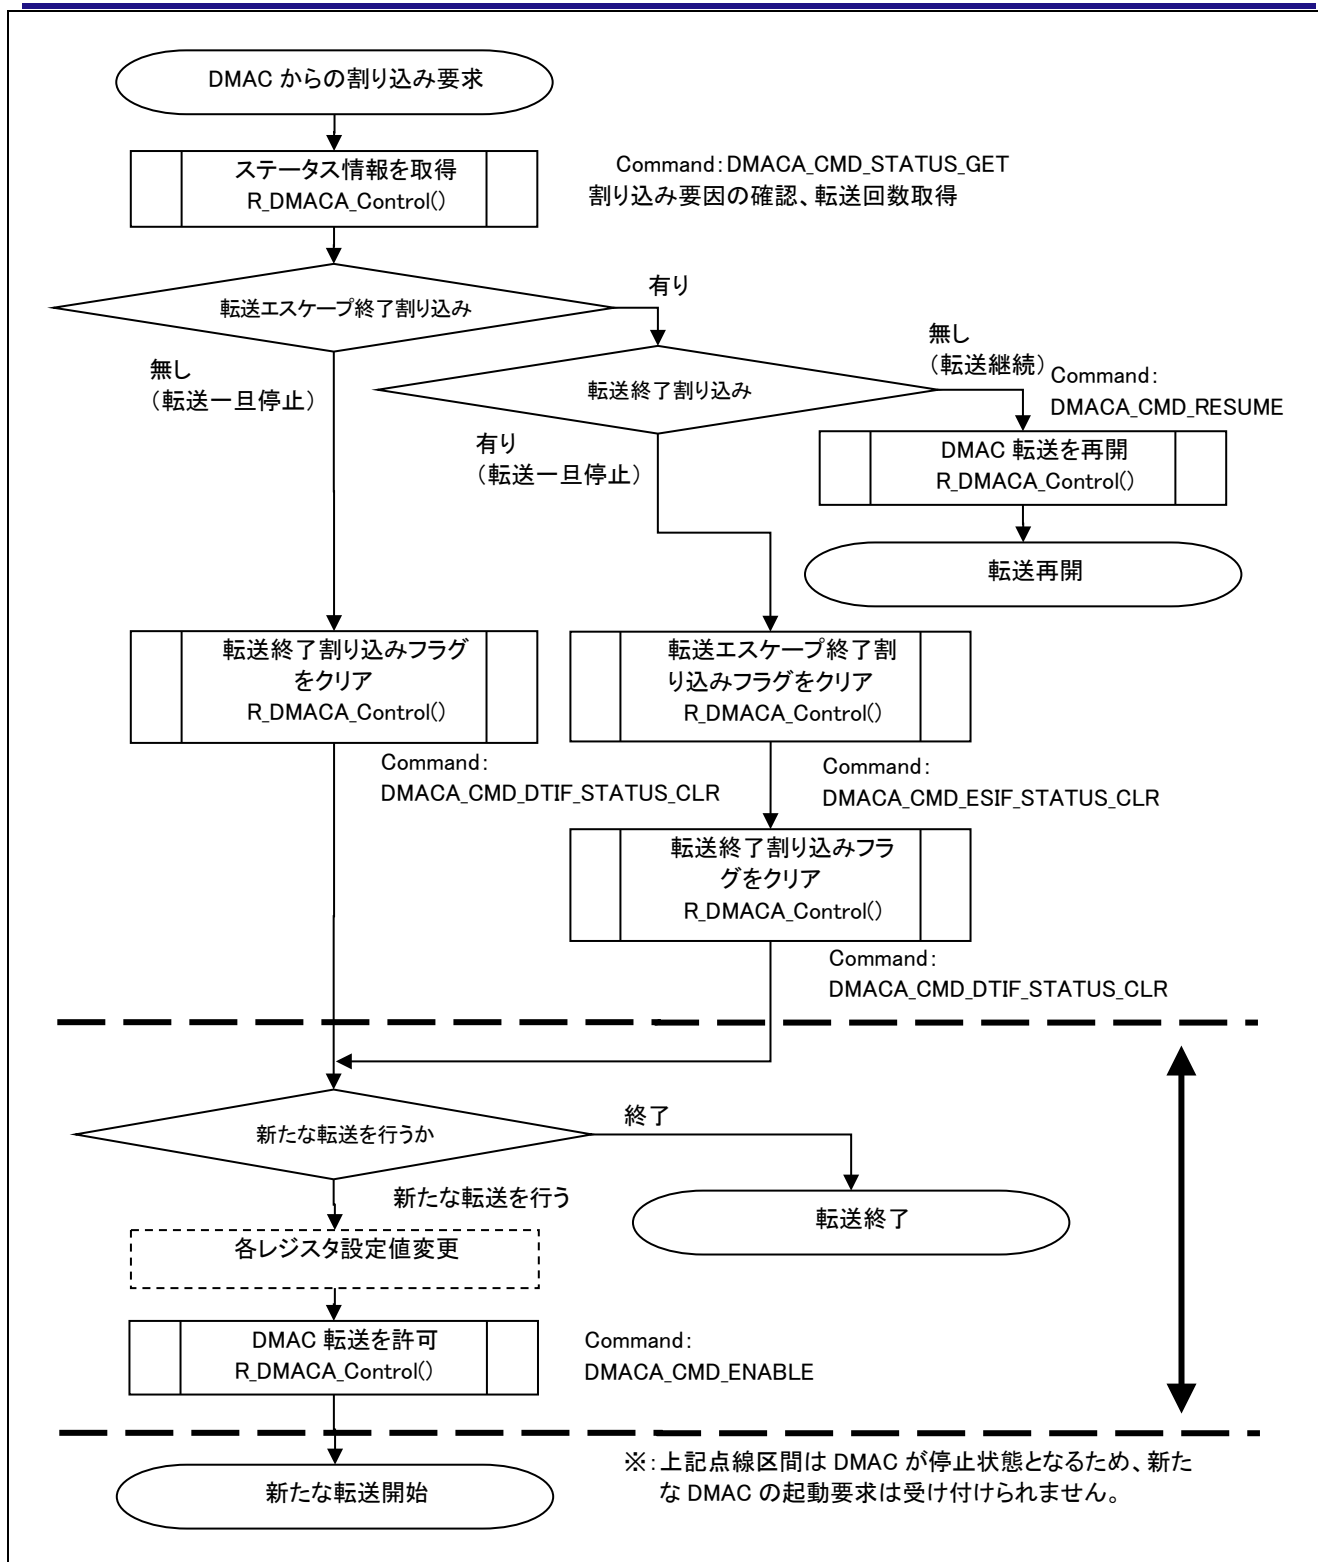 DMAC からの割り込み要求
ステータス情報を取得
R_DMACA_Control()
Command：DMACA_CMD_STATUS_GET
割り込み要因の確認、転送回数取得
転送エスケープ終了割り込み
有り
無し
（転送一旦停止）
転送終了割り込み
無し
（転送継続）
Command：
DMACA_CMD_RESUME
有り
（転送一旦停止）
DMAC 転送を再開
R_DMACA_Control()
転送再開
転送終了割り込みフラグ
をクリア
R_DMACA_Control()
Command：
DMACA_CMD_DTIF_STATUS_CLR
転送エスケープ終了割
り込みフラグをクリア
R_DMACA_Control()
Command：
DMACA_CMD_ESIF_STATUS_CLR
転送終了割り込みフラ
グをクリア
R_DMACA_Control()
Command：
DMACA_CMD_DTIF_STATUS_CLR
新たな転送を行うか
終了
新たな転送を行う
転送終了
各レジスタ設定値変更
DMAC 転送を許可
R_DMACA_Control()
Command：
DMACA_CMD_ENABLE
新たな転送開始
※：上記点線区間は DMAC が停止状態となるため、新た
な DMAC の起動要求は受け付けられません。